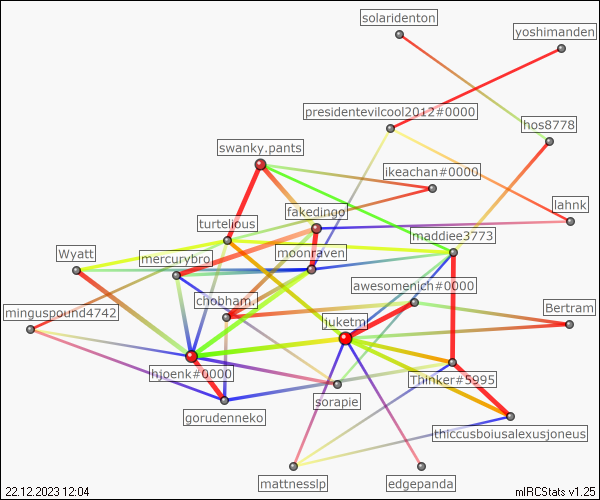 solaridenton
yoshimanden
presidentevilcool2012#0000
hos8778
swanky.pants
ikeachan#0000
lahnk
fakedingo
turtelious
maddiee3773
Wyatt
mercurybro
moonraven
awesomenich#0000
chobham.
minguspound4742
Bertram
juketm
hjoenk#0000
Thinker#5995
sorapie
gorudenneko
thiccusboiusalexusjoneus
mattnesslp
edgepanda
22.12.2023 12:04
mIRCStats v1.25